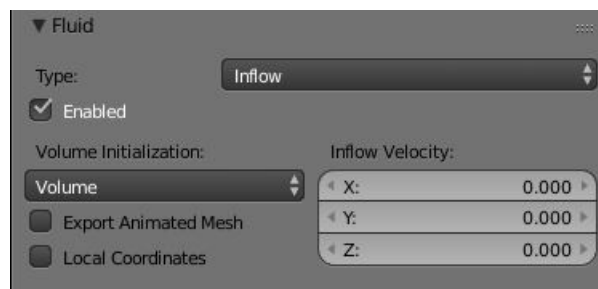 Fluid
Type: Inflow
Enabled
Volume Initialization: Inflow Velocity:
Volume X: 0.000
Export Animated Mesh Y: 0.000
Local Coordinates Z: 0.000